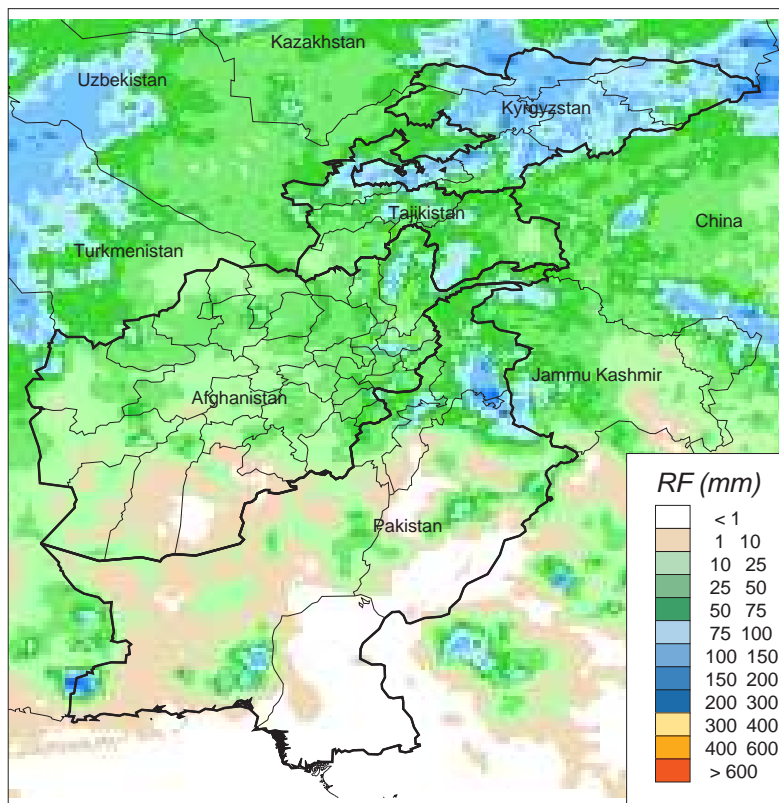 Kazakhstan
Uzbekistan
Kyrgyzstan
Tajikistan
China
Turkmenistan
Jammu Kashmir
Afghanistan
Pakistan
RF (mm)
< 1
1 10
10 25
25 50
50 75
75 100
100 150
150 200
200 300
300 400
400 600
> 600